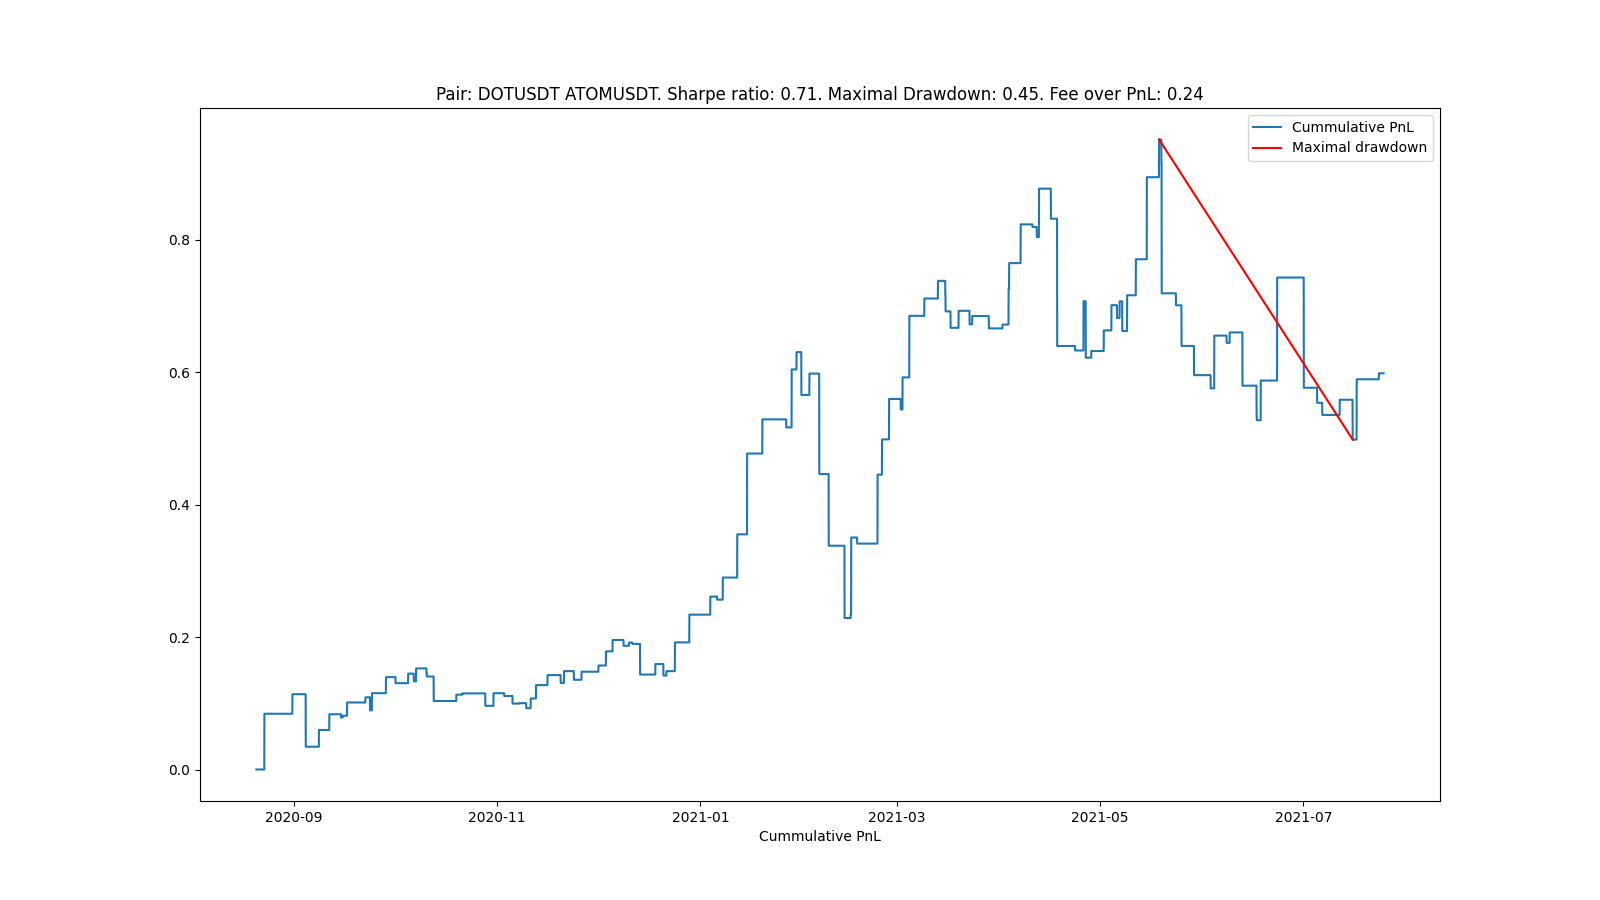 Pair: DOTUSDT ATOMUSDT. Sharpe ratio: 0.71. Maximal Drawdown: 0.45. Fee over PnL: 0.24
Cummulative PnL
Maximal drawdown
0.8
0.6
0.4
0.2
0.0
2020-09 2020-11 2021-01 2021-03 2021-05 2021-07
Cummulative PnL